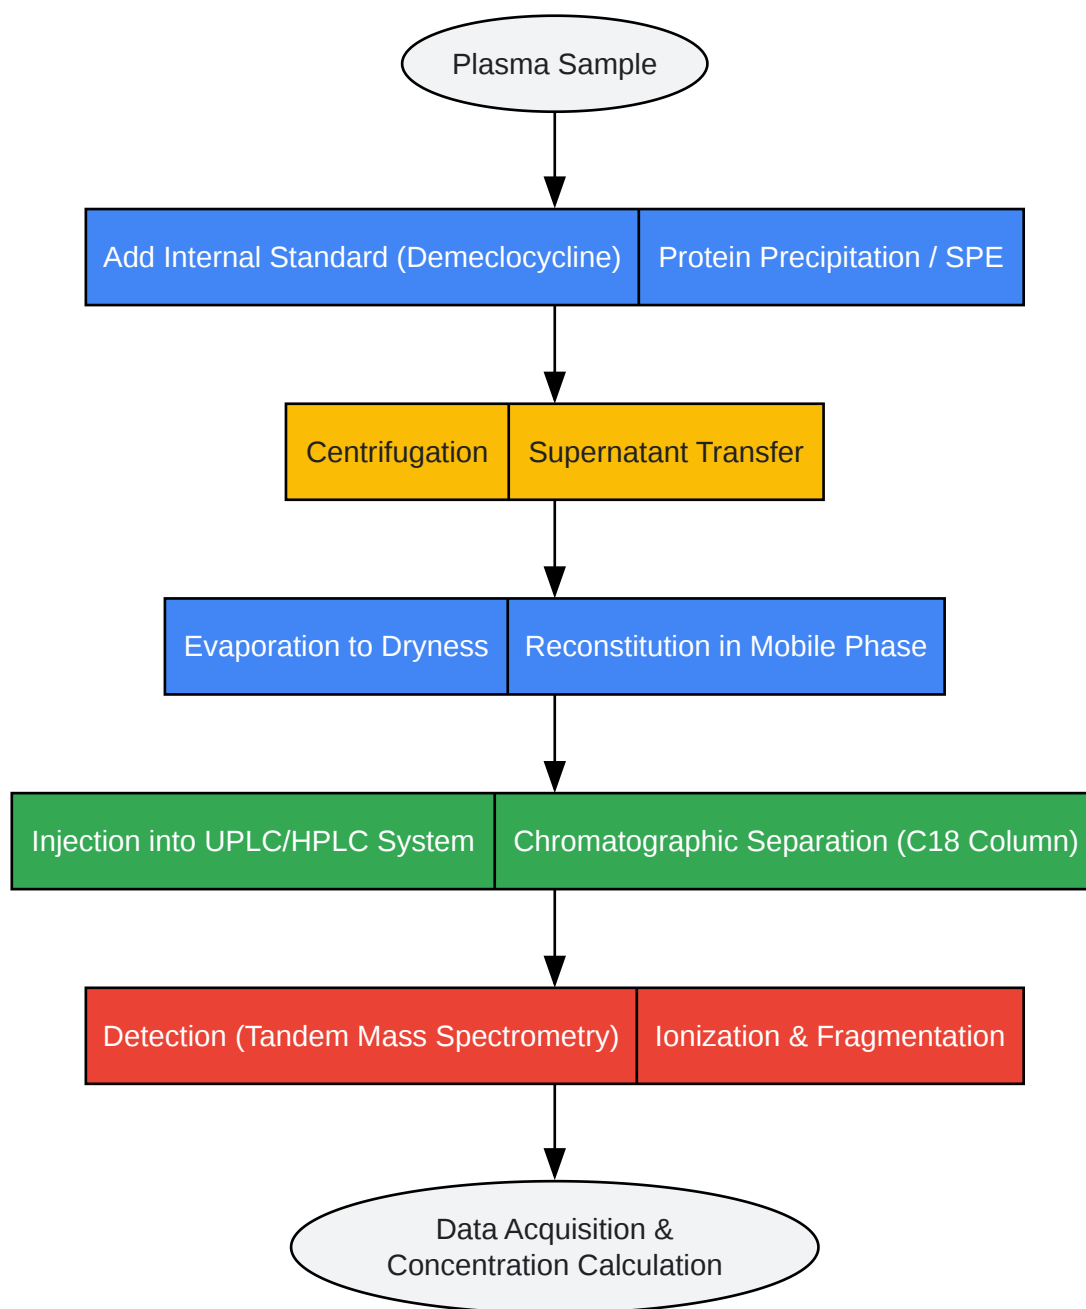 Plasma Sample
Add Internal Standard (Demeclocycline)
Protein Precipitation / SPE
Centrifugation
Supernatant Transfer
Evaporation to Dryness
Reconstitution in Mobile Phase
Injection into UPLC/HPLC System
Chromatographic Separation (C18 Column)
Detection (Tandem Mass Spectrometry)
Ionization & Fragmentation
Data Acquisition &
Concentration Calculation